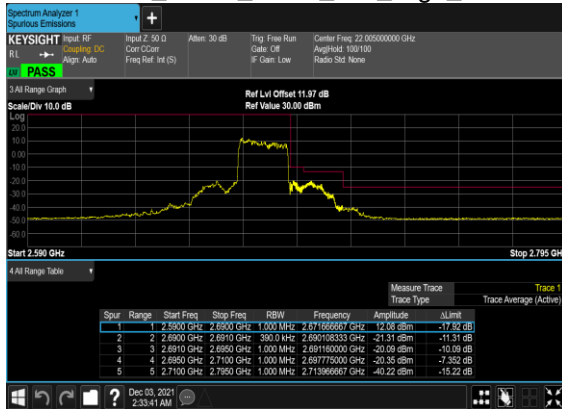 Spectrum Analyzer 1
Spurious Emissions
+
KEYSIGHT Input: RF Input Z: 50 Ω Atten: 30 dB Trig: Free Run Center Freq: 22.005000000 GHz
RL Coupling: DC Corr CCorr Gate: Off Avg|Hold: 100/100
Align: Auto Freq Ref: Int (S) IF Gain: Low Radio Std: None
LW PASS
3 All Range Graph
Ref Lvl Offset 11.97 dB
Scale/Div 10.0 dB Ref Value 30.00 dBm
Log
20.0
10.0
0.00
-10.0
-20.0
-30.0
-40.0
-50.0
-60.0
Start 2.590 GHz Stop 2.795 GHz
4 All Range Table
Measure Trace Trace 1
Trace Type Trace Average (Active)
Spur Range Start Freq Stop Freq RBW Frequency Amplitude ΔLimit
1 1 2.5900 GHz 2.6900 GHz 1.000 MHz 2.671666667 GHz 12.08 dBm -17.92 dB
2 2 2.6900 GHz 2.6910 GHz 390.0 kHz 2.690108333 GHz -21.31 dBm -11.31 dB
3 3 2.6910 GHz 2.6950 GHz 1.000 MHz 2.691160000 GHz -20.09 dBm -10.09 dB
4 4 2.6950 GHz 2.7100 GHz 1.000 MHz 2.697775000 GHz -20.35 dBm -7.352 dB
5 5 2.7100 GHz 2.7950 GHz 1.000 MHz 2.713966667 GHz -40.22 dBm -15.22 dB
? Dec 03, 2021
2:33:41 AM